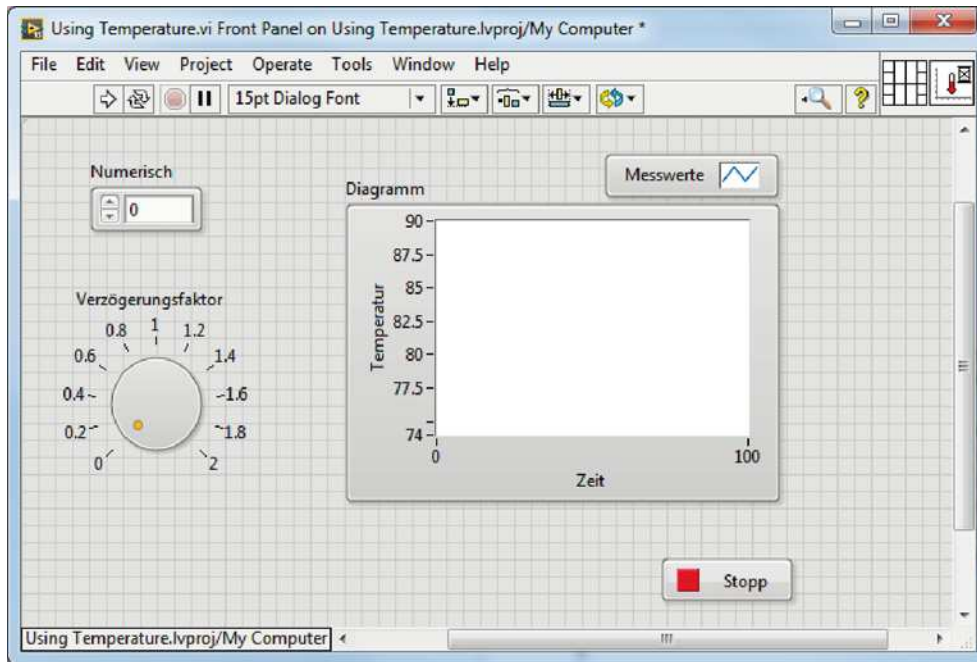 Using Temperature.vi Front Panel on Using Temperature.lvproj/My Computer *
File Edit View Project Operate Tools Window Help
15pt Dialog Font
Numerisch
0
Verzögerungsfaktor
0
0.2
0.4
0.6
0.8
1
1.2
1.4
1.6
1.8
2
Diagramm
Messwerte
Temperatur
90
87.5
85
82.5
80
77.5
74
0
100
Zeit
Stopp
Using Temperature.lvproj/My Computer